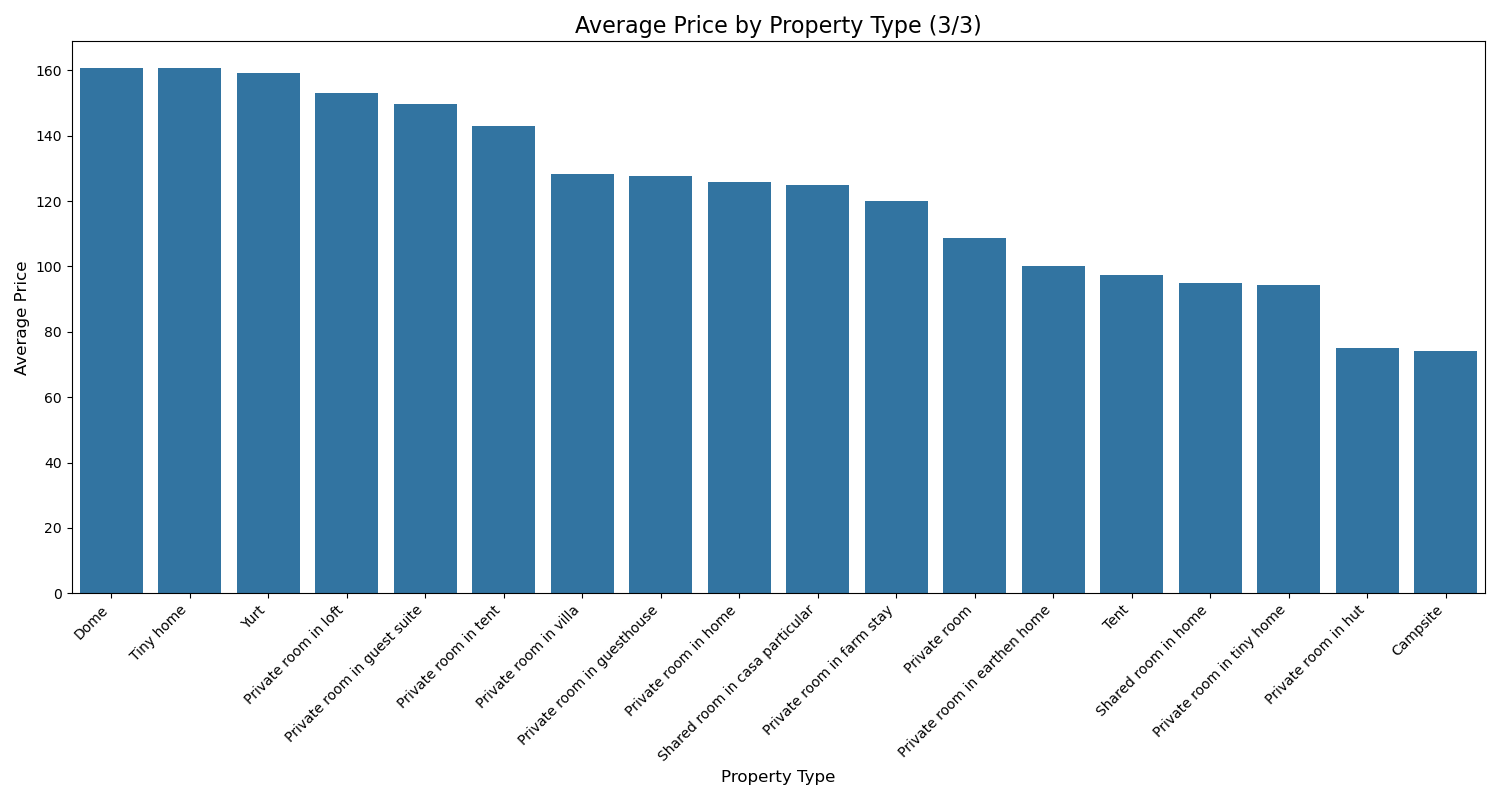 Average Price by Property Type (3/3)
Average Price
160
140
120
100
80
60
40
20
0
Dome
Tiny home
Yurt
Private room in loft
Private room in guest suite
Private room in tent
Private room in villa
Private room in guesthouse
Private room in home
Shared room in casa particular
Private room in farm stay
Private room
Private room in earthen home
Tent
Shared room in home
Private room in tiny home
Private room in hut
Campsite
Property Type